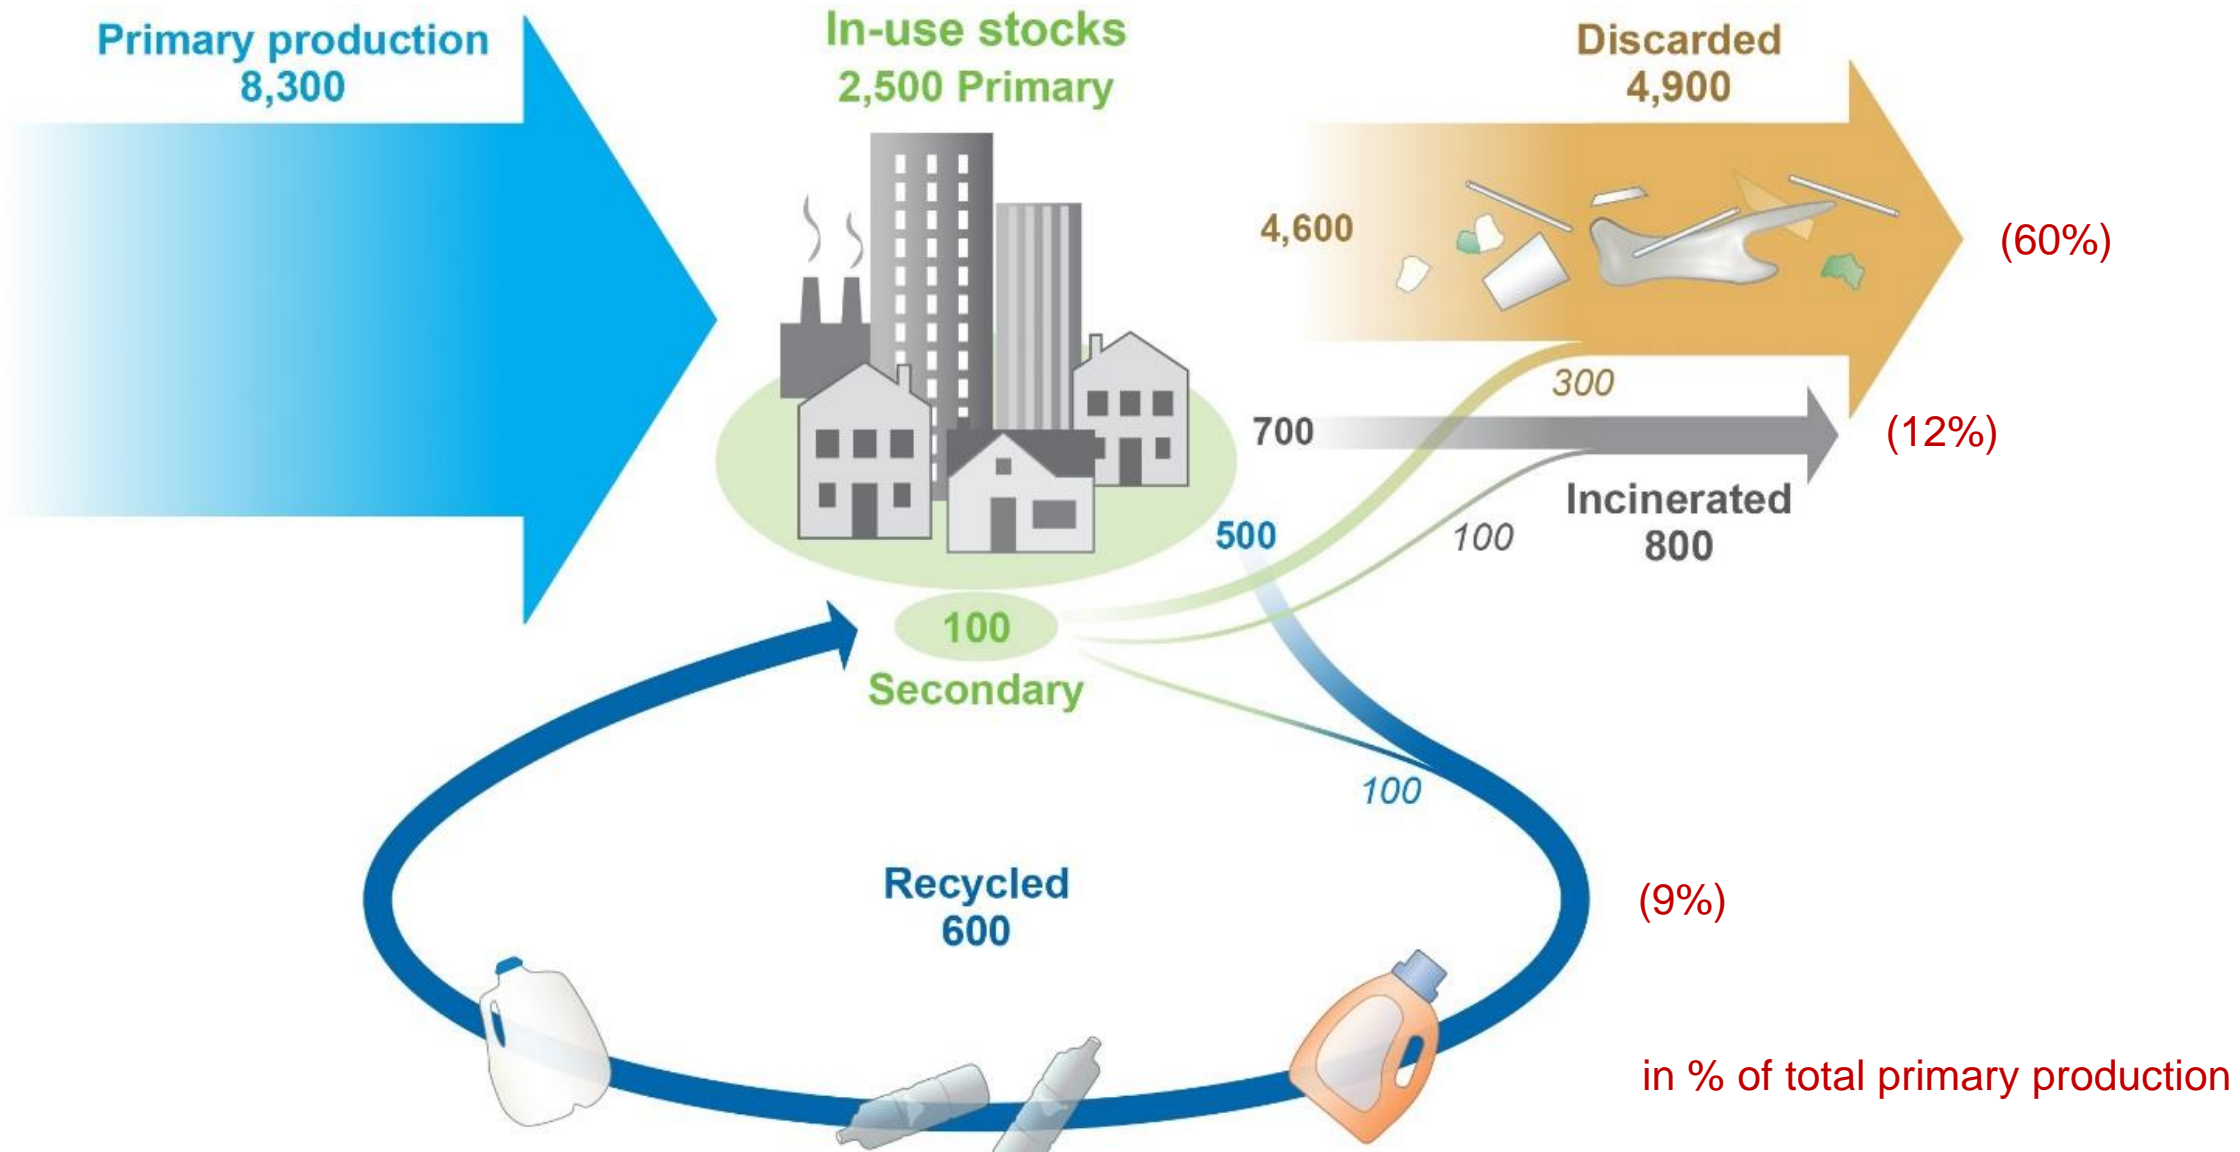 Primary production
8,300
In-use stocks
2,500 Primary
Discarded
4,900
4,600
(60%)
300
700
(12%)
Incinerated
800
500
100
100
Secondary
100
Recycled
600
(9%)
in % of total primary production